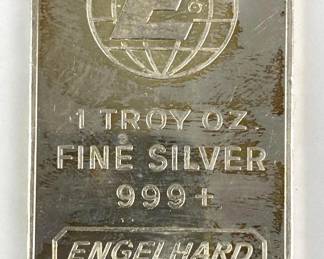 E
1 TROY OZ.
FINE SILVER
999+
ENGELHARD